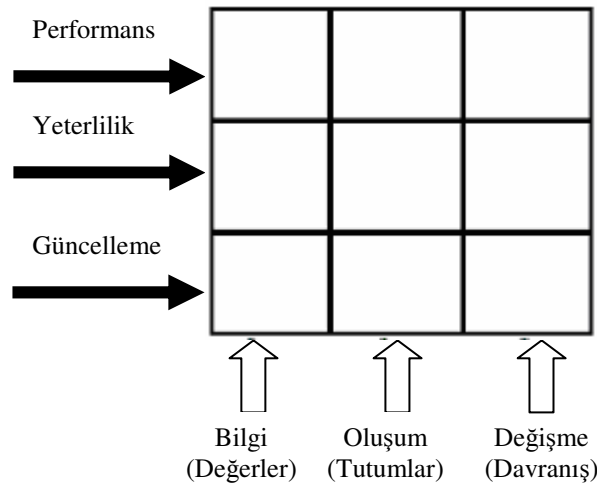 Performans
Yeterlilik
Güncelleme
Bilgi Oluşum Değişme
(Değerler) (Tutumlar) (Davranış)